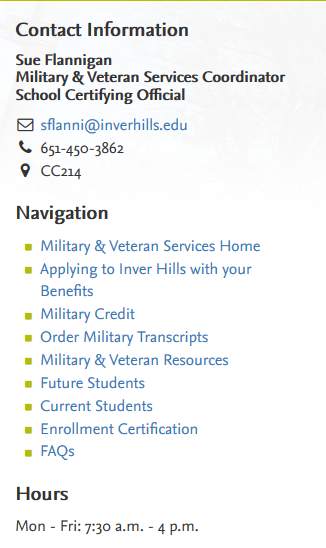 Contact Information
Sue Flannigan
Military & Veteran Services Coordinator
School Certifying Official
sflanni@inverhills.edu
651-450-3862
CC214
Navigation
Military & Veteran Services Home
Applying to Inver Hills with your
Benefits
Military Credit
Order Military Transcripts
Military & Veteran Resources
Future Students
Current Students
Enrollment Certification
FAQs
Hours
Mon - Fri: 7:30 a.m. - 4 p.m.